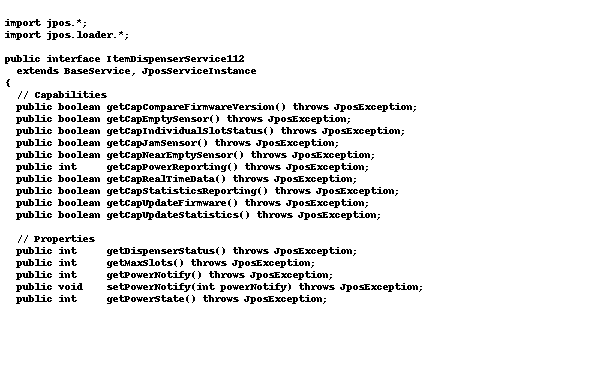 import jpos.*;
import jpos.loader.*;

public interface ItemDispenserService112
  extends BaseService, JposServiceInstance
{
  // Capabilities
  public boolean getCapCompareFirmwareVersion() throws JposException;
  public boolean getCapEmptySensor() throws JposException;
  public boolean getCapIndividualSlotStatus() throws JposException;
  public boolean getCapJamSensor() throws JposException;
  public boolean getCapNearEmptySensor() throws JposException;
  public int     getCapPowerReporting() throws JposException;
  public boolean getCapRealTimeData() throws JposException;
  public boolean getCapStatisticsReporting() throws JposException;
  public boolean getCapUpdateFirmware() throws JposException;
  public boolean getCapUpdateStatistics() throws JposException;

  // Properties
  public int     getDispenserStatus() throws JposException;
  public int     getMaxSlots() throws JposException;
  public int     getPowerNotify() throws JposException;
  public void    setPowerNotify(int powerNotify) throws JposException;
  public int     getPowerState() throws JposException;